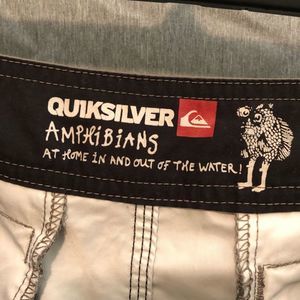 QUIKSILVER
AMPHiBiANS
AT HOME IN AND OUT OF THE WATER!